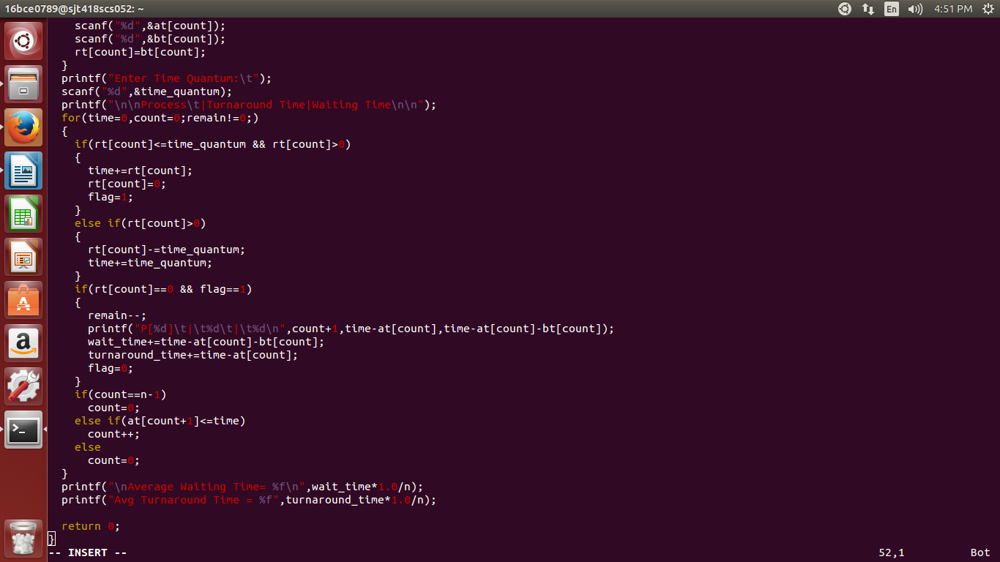 16bce0789@sjt418scs052: ~
En
4:51 PM
scanf("%d",&at[count]);
scanf("%d",&bt[count]);
rt[count]=bt[count];
}
printf("Enter Time Quantum:\t");
scanf("%d",&time_quantum);
printf("\n\nProcess\t|Turnaround Time|Waiting Time\n\n");
for(time=0,count=0;remain!=0;)
{
if(rt[count]<=time_quantum && rt[count]>0)
{
time+=rt[count];
rt[count]=0;
flag=1;
}
else if(rt[count]>0)
{
rt[count]-=time_quantum;
time+=time_quantum;
}
if(rt[count]==0 && flag==1)
{
remain--;
printf("P[%d]\t|\t%d\t|\t%d\n",count+1,time-at[count],time-at[count]-bt[count]);
wait_time+=time-at[count]-bt[count];
turnaround_time+=time-at[count];
flag=0;
}
if(count==n-1)
count=0;
else if(at[count+1]<=time)
count++;
else
count=0;
}
printf("\nAverage Waiting Time= %f\n",wait_time*1.0/n);
printf("Avg Turnaround Time = %f",turnaround_time*1.0/n);
return 0;
}
-- INSERT --
52,1
Bot